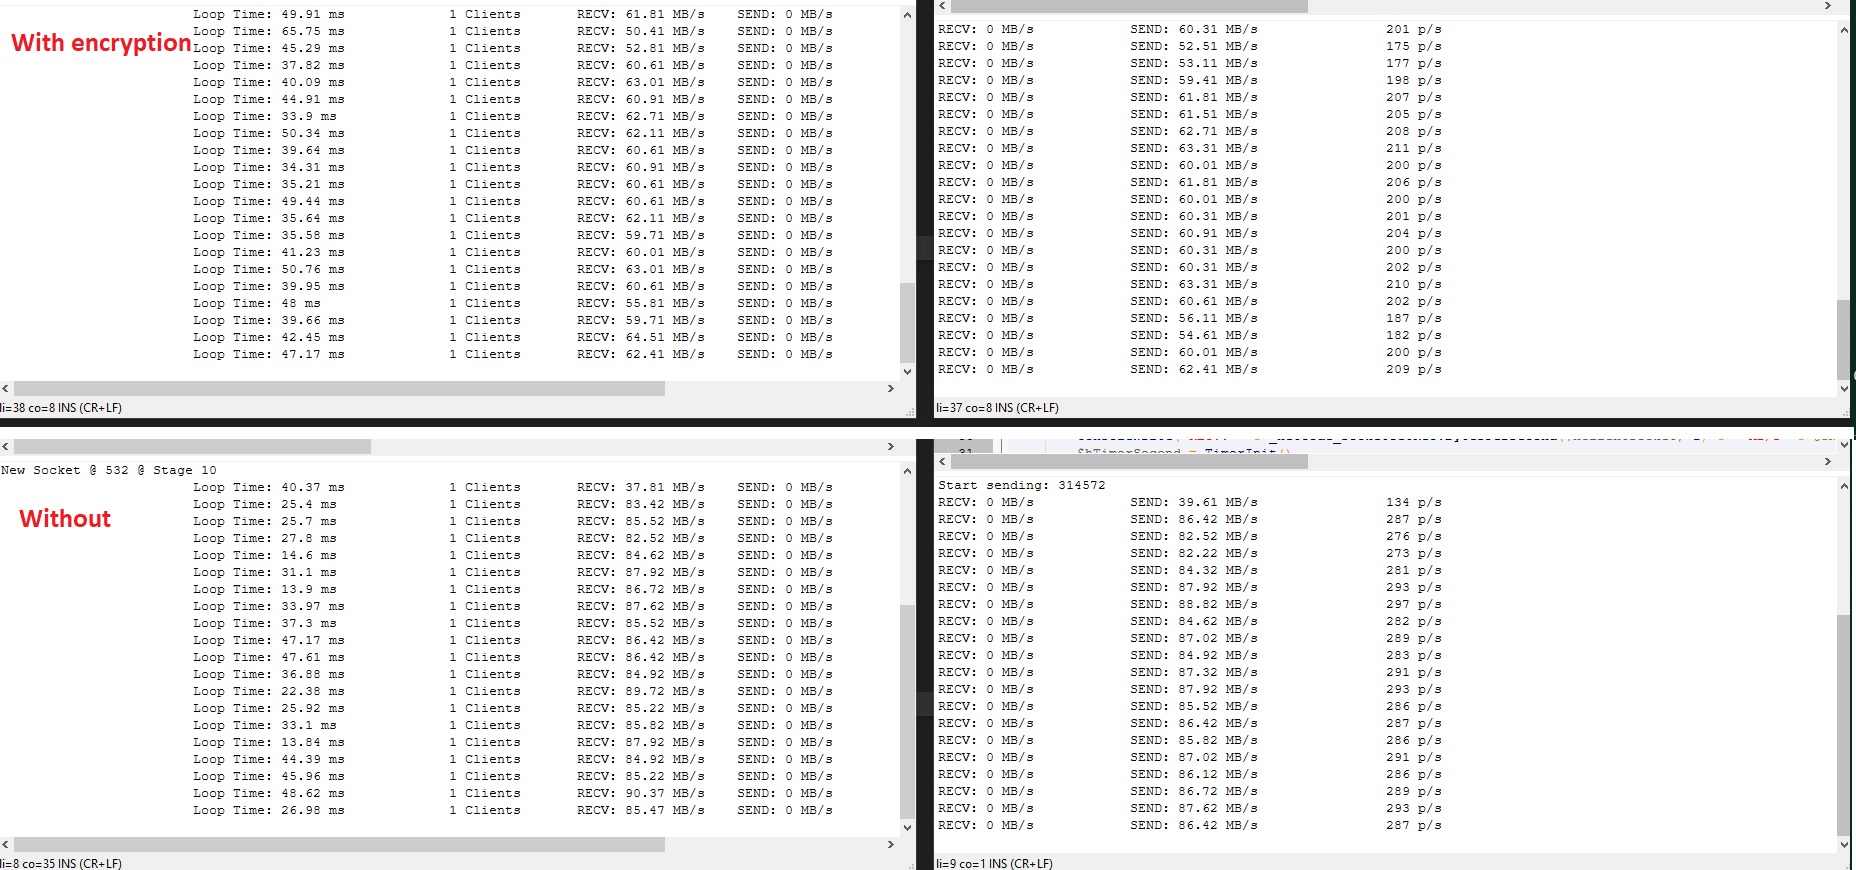 With encryption
Loop Time: 49.91 ms 1 Clients RECV: 61.81 MB/s SEND: 0 MB/s
Loop Time: 65.75 ms 1 Clients RECV: 50.41 MB/s SEND: 0 MB/s
Loop Time: 45.29 ms 1 Clients RECV: 52.81 MB/s SEND: 0 MB/s
Loop Time: 37.82 ms 1 Clients RECV: 60.61 MB/s SEND: 0 MB/s
Loop Time: 40.09 ms 1 Clients RECV: 63.01 MB/s SEND: 0 MB/s
Loop Time: 44.91 ms 1 Clients RECV: 60.91 MB/s SEND: 0 MB/s
Loop Time: 33.9 ms 1 Clients RECV: 62.71 MB/s SEND: 0 MB/s
Loop Time: 50.34 ms 1 Clients RECV: 62.11 MB/s SEND: 0 MB/s
Loop Time: 39.64 ms 1 Clients RECV: 60.61 MB/s SEND: 0 MB/s
Loop Time: 34.31 ms 1 Clients RECV: 60.91 MB/s SEND: 0 MB/s
Loop Time: 35.21 ms 1 Clients RECV: 60.61 MB/s SEND: 0 MB/s
Loop Time: 49.44 ms 1 Clients RECV: 60.61 MB/s SEND: 0 MB/s
Loop Time: 35.64 ms 1 Clients RECV: 62.11 MB/s SEND: 0 MB/s
Loop Time: 35.58 ms 1 Clients RECV: 59.71 MB/s SEND: 0 MB/s
Loop Time: 41.23 ms 1 Clients RECV: 60.01 MB/s SEND: 0 MB/s
Loop Time: 50.76 ms 1 Clients RECV: 63.01 MB/s SEND: 0 MB/s
Loop Time: 39.95 ms 1 Clients RECV: 60.61 MB/s SEND: 0 MB/s
Loop Time: 48 ms 1 Clients RECV: 55.81 MB/s SEND: 0 MB/s
Loop Time: 39.66 ms 1 Clients RECV: 59.71 MB/s SEND: 0 MB/s
Loop Time: 42.45 ms 1 Clients RECV: 64.51 MB/s SEND: 0 MB/s
Loop Time: 47.17 ms 1 Clients RECV: 62.41 MB/s SEND: 0 MB/s
li=38 co=8 INS (CR+LF)
RECV: 0 MB/s SEND: 60.31 MB/s 201 p/s
RECV: 0 MB/s SEND: 52.51 MB/s 175 p/s
RECV: 0 MB/s SEND: 53.11 MB/s 177 p/s
RECV: 0 MB/s SEND: 59.41 MB/s 198 p/s
RECV: 0 MB/s SEND: 61.81 MB/s 207 p/s
RECV: 0 MB/s SEND: 61.51 MB/s 205 p/s
RECV: 0 MB/s SEND: 62.71 MB/s 208 p/s
RECV: 0 MB/s SEND: 63.31 MB/s 211 p/s
RECV: 0 MB/s SEND: 60.01 MB/s 200 p/s
RECV: 0 MB/s SEND: 61.81 MB/s 206 p/s
RECV: 0 MB/s SEND: 60.01 MB/s 200 p/s
RECV: 0 MB/s SEND: 60.31 MB/s 201 p/s
RECV: 0 MB/s SEND: 60.91 MB/s 204 p/s
RECV: 0 MB/s SEND: 60.31 MB/s 200 p/s
RECV: 0 MB/s SEND: 60.31 MB/s 202 p/s
RECV: 0 MB/s SEND: 63.31 MB/s 210 p/s
RECV: 0 MB/s SEND: 60.61 MB/s 202 p/s
RECV: 0 MB/s SEND: 56.11 MB/s 187 p/s
RECV: 0 MB/s SEND: 54.61 MB/s 182 p/s
RECV: 0 MB/s SEND: 60.01 MB/s 200 p/s
RECV: 0 MB/s SEND: 62.41 MB/s 209 p/s
li=37 co=8 INS (CR+LF)
New Socket @ 532 @ Stage 10
Without
Loop Time: 40.37 ms 1 Clients RECV: 37.81 MB/s SEND: 0 MB/s
Loop Time: 25.4 ms 1 Clients RECV: 83.42 MB/s SEND: 0 MB/s
Loop Time: 25.7 ms 1 Clients RECV: 85.52 MB/s SEND: 0 MB/s
Loop Time: 27.8 ms 1 Clients RECV: 82.52 MB/s SEND: 0 MB/s
Loop Time: 14.6 ms 1 Clients RECV: 84.62 MB/s SEND: 0 MB/s
Loop Time: 31.1 ms 1 Clients RECV: 87.92 MB/s SEND: 0 MB/s
Loop Time: 13.9 ms 1 Clients RECV: 86.72 MB/s SEND: 0 MB/s
Loop Time: 33.97 ms 1 Clients RECV: 87.62 MB/s SEND: 0 MB/s
Loop Time: 37.3 ms 1 Clients RECV: 85.52 MB/s SEND: 0 MB/s
Loop Time: 47.17 ms 1 Clients RECV: 86.42 MB/s SEND: 0 MB/s
Loop Time: 47.61 ms 1 Clients RECV: 86.42 MB/s SEND: 0 MB/s
Loop Time: 36.88 ms 1 Clients RECV: 84.92 MB/s SEND: 0 MB/s
Loop Time: 22.38 ms 1 Clients RECV: 89.72 MB/s SEND: 0 MB/s
Loop Time: 25.92 ms 1 Clients RECV: 85.22 MB/s SEND: 0 MB/s
Loop Time: 33.1 ms 1 Clients RECV: 85.82 MB/s SEND: 0 MB/s
Loop Time: 13.84 ms 1 Clients RECV: 87.92 MB/s SEND: 0 MB/s
Loop Time: 44.39 ms 1 Clients RECV: 84.92 MB/s SEND: 0 MB/s
Loop Time: 45.96 ms 1 Clients RECV: 85.22 MB/s SEND: 0 MB/s
Loop Time: 48.62 ms 1 Clients RECV: 90.37 MB/s SEND: 0 MB/s
Loop Time: 26.98 ms 1 Clients RECV: 85.47 MB/s SEND: 0 MB/s
li=8 co=35 INS (CR+LF)
Start sending: 314572
RECV: 0 MB/s SEND: 39.61 MB/s 134 p/s
RECV: 0 MB/s SEND: 86.42 MB/s 287 p/s
RECV: 0 MB/s SEND: 82.52 MB/s 276 p/s
RECV: 0 MB/s SEND: 82.22 MB/s 273 p/s
RECV: 0 MB/s SEND: 84.32 MB/s 281 p/s
RECV: 0 MB/s SEND: 87.92 MB/s 293 p/s
RECV: 0 MB/s SEND: 88.82 MB/s 297 p/s
RECV: 0 MB/s SEND: 84.62 MB/s 282 p/s
RECV: 0 MB/s SEND: 87.02 MB/s 289 p/s
RECV: 0 MB/s SEND: 84.92 MB/s 283 p/s
RECV: 0 MB/s SEND: 87.32 MB/s 291 p/s
RECV: 0 MB/s SEND: 87.92 MB/s 293 p/s
RECV: 0 MB/s SEND: 85.52 MB/s 286 p/s
RECV: 0 MB/s SEND: 86.42 MB/s 287 p/s
RECV: 0 MB/s SEND: 85.82 MB/s 286 p/s
RECV: 0 MB/s SEND: 87.02 MB/s 291 p/s
RECV: 0 MB/s SEND: 86.12 MB/s 286 p/s
RECV: 0 MB/s SEND: 86.72 MB/s 289 p/s
RECV: 0 MB/s SEND: 87.62 MB/s 293 p/s
RECV: 0 MB/s SEND: 86.42 MB/s 287 p/s
li=9 co=1 INS (CR+LF)